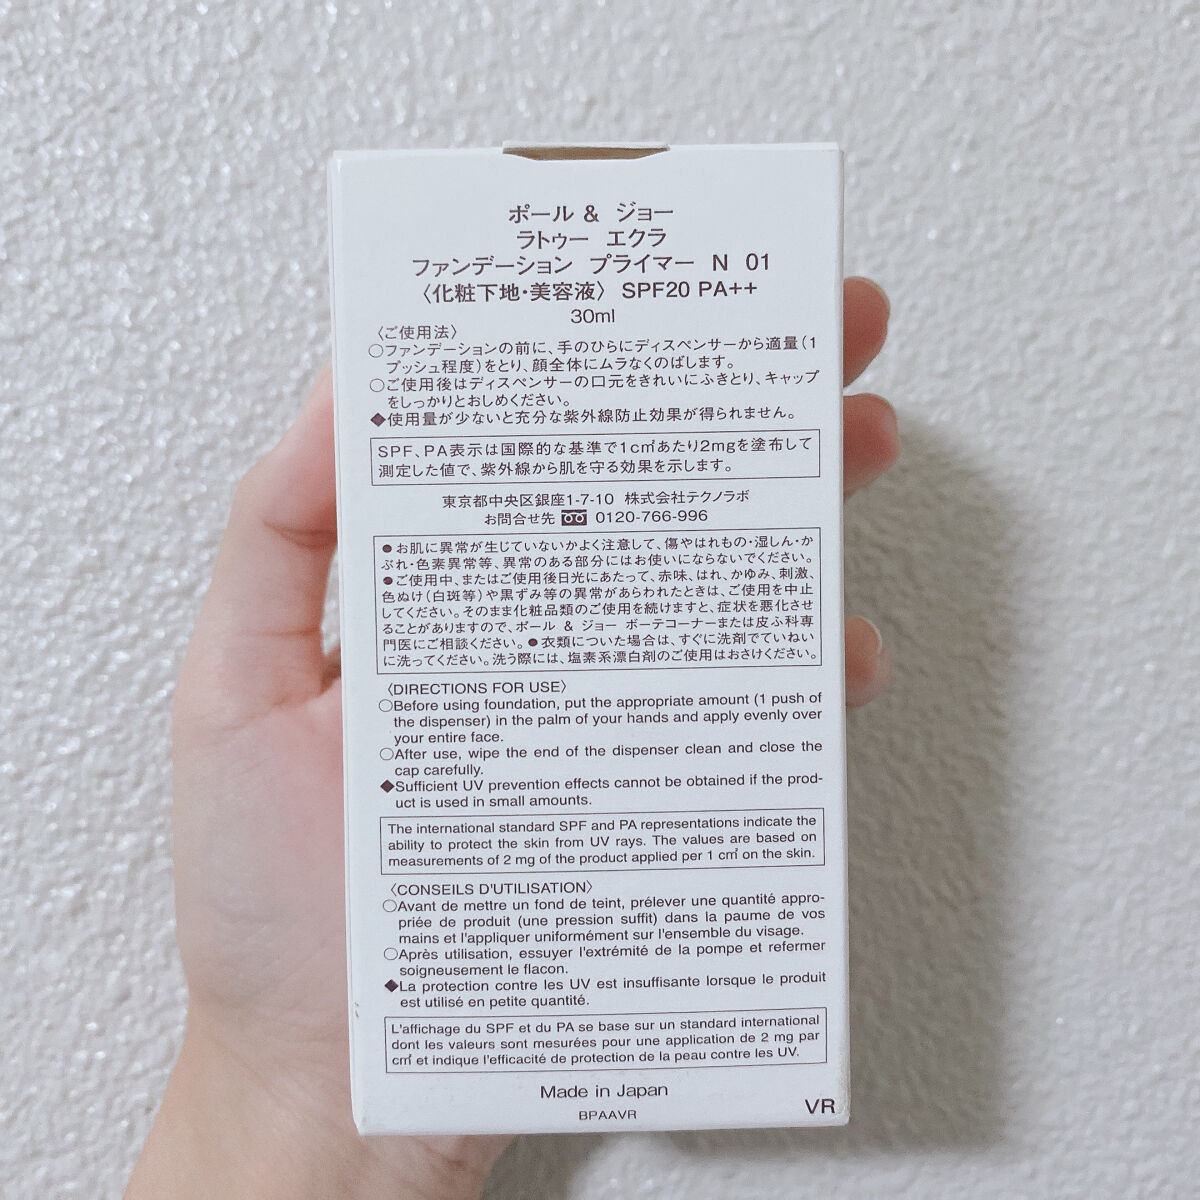 ポール & ジョー
ラトゥー エクラ
ファンデーション プライマー N 01
〈化粧下地・美容液〉 SPF20 PA++
30ml
〈ご使用法〉
○ファンデーションの前に、手のひらにディスペンサーから適量(1
プッシュ程度)をとり、顔全体にムラなくのばします。
○ご使用後はディスペンサーの口元をきれいにふきとり、キャップ
をしっかりとおしめください。
◆使用量が少ないと充分な紫外線防止効果が得られません。
SPF、PA表示は国際的な基準で1c㎡あたり2mgを塗布して
測定した値で、紫外線から肌を守る効果を示します。
東京都中央区銀座1-7-10 株式会社テクノラボ
お問合せ先 0120-766-996
●お肌に異常が生じていないかよく注意して、傷やはれもの・湿しん・か
ぶれ・色素異常等、異常のある部分にはお使いにならないでください。
●ご使用中、またはご使用後日光にあたって、赤味、はれ、かゆみ、刺激、
色ぬけ(白斑等)や黒ずみ等の異常があらわれたときは、ご使用を中止
してください。そのまま化粧品類のご使用を続けますと、症状を悪化させ
ることがありますので、ポール & ジョー ボーテコーナーまたは皮ふ科専
門医にご相談ください。●衣類についた場合は、すぐに洗剤でていねい
に洗ってください。洗う際には、塩素系漂白剤のご使用はおさけください。
〈DIRECTIONS FOR USE〉
○Before using foundation, put the appropriate amount (1 push of
the dispenser) in the palm of your hands and apply evenly over
your entire face.
○After use, wipe the end of the dispenser clean and close the
cap carefully.
◆Sufficient UV prevention effects cannot be obtained if the prod-
uct is used in small amounts.
The international standard SPF and PA representations indicate the
ability to protect the skin from UV rays. The values are based on
measurements of 2 mg of the product applied per 1 c㎡ on the skin.
〈CONSEILS D'UTILISATION〉
○Avant de mettre un fond de teint, prélever une quantité appro-
priée de produit (une pression suffit) dans la paume de vos
mains et l'appliquer uniformément sur l'ensemble du visage.
○Après utilisation, essuyer l'extrémité de la pompe et refermer
soigneusement le flacon.
◆La protection contre les UV est insuffisante lorsque le produit
est utilisé en petite quantité.
L'affichage du SPF et du PA se base sur un standard international
dont les valeurs sont mesurées pour une application de 2 mg par
c㎡ et indique l'efficacité de protection de la peau contre les UV.
Made in Japan
BPAAVR
VR